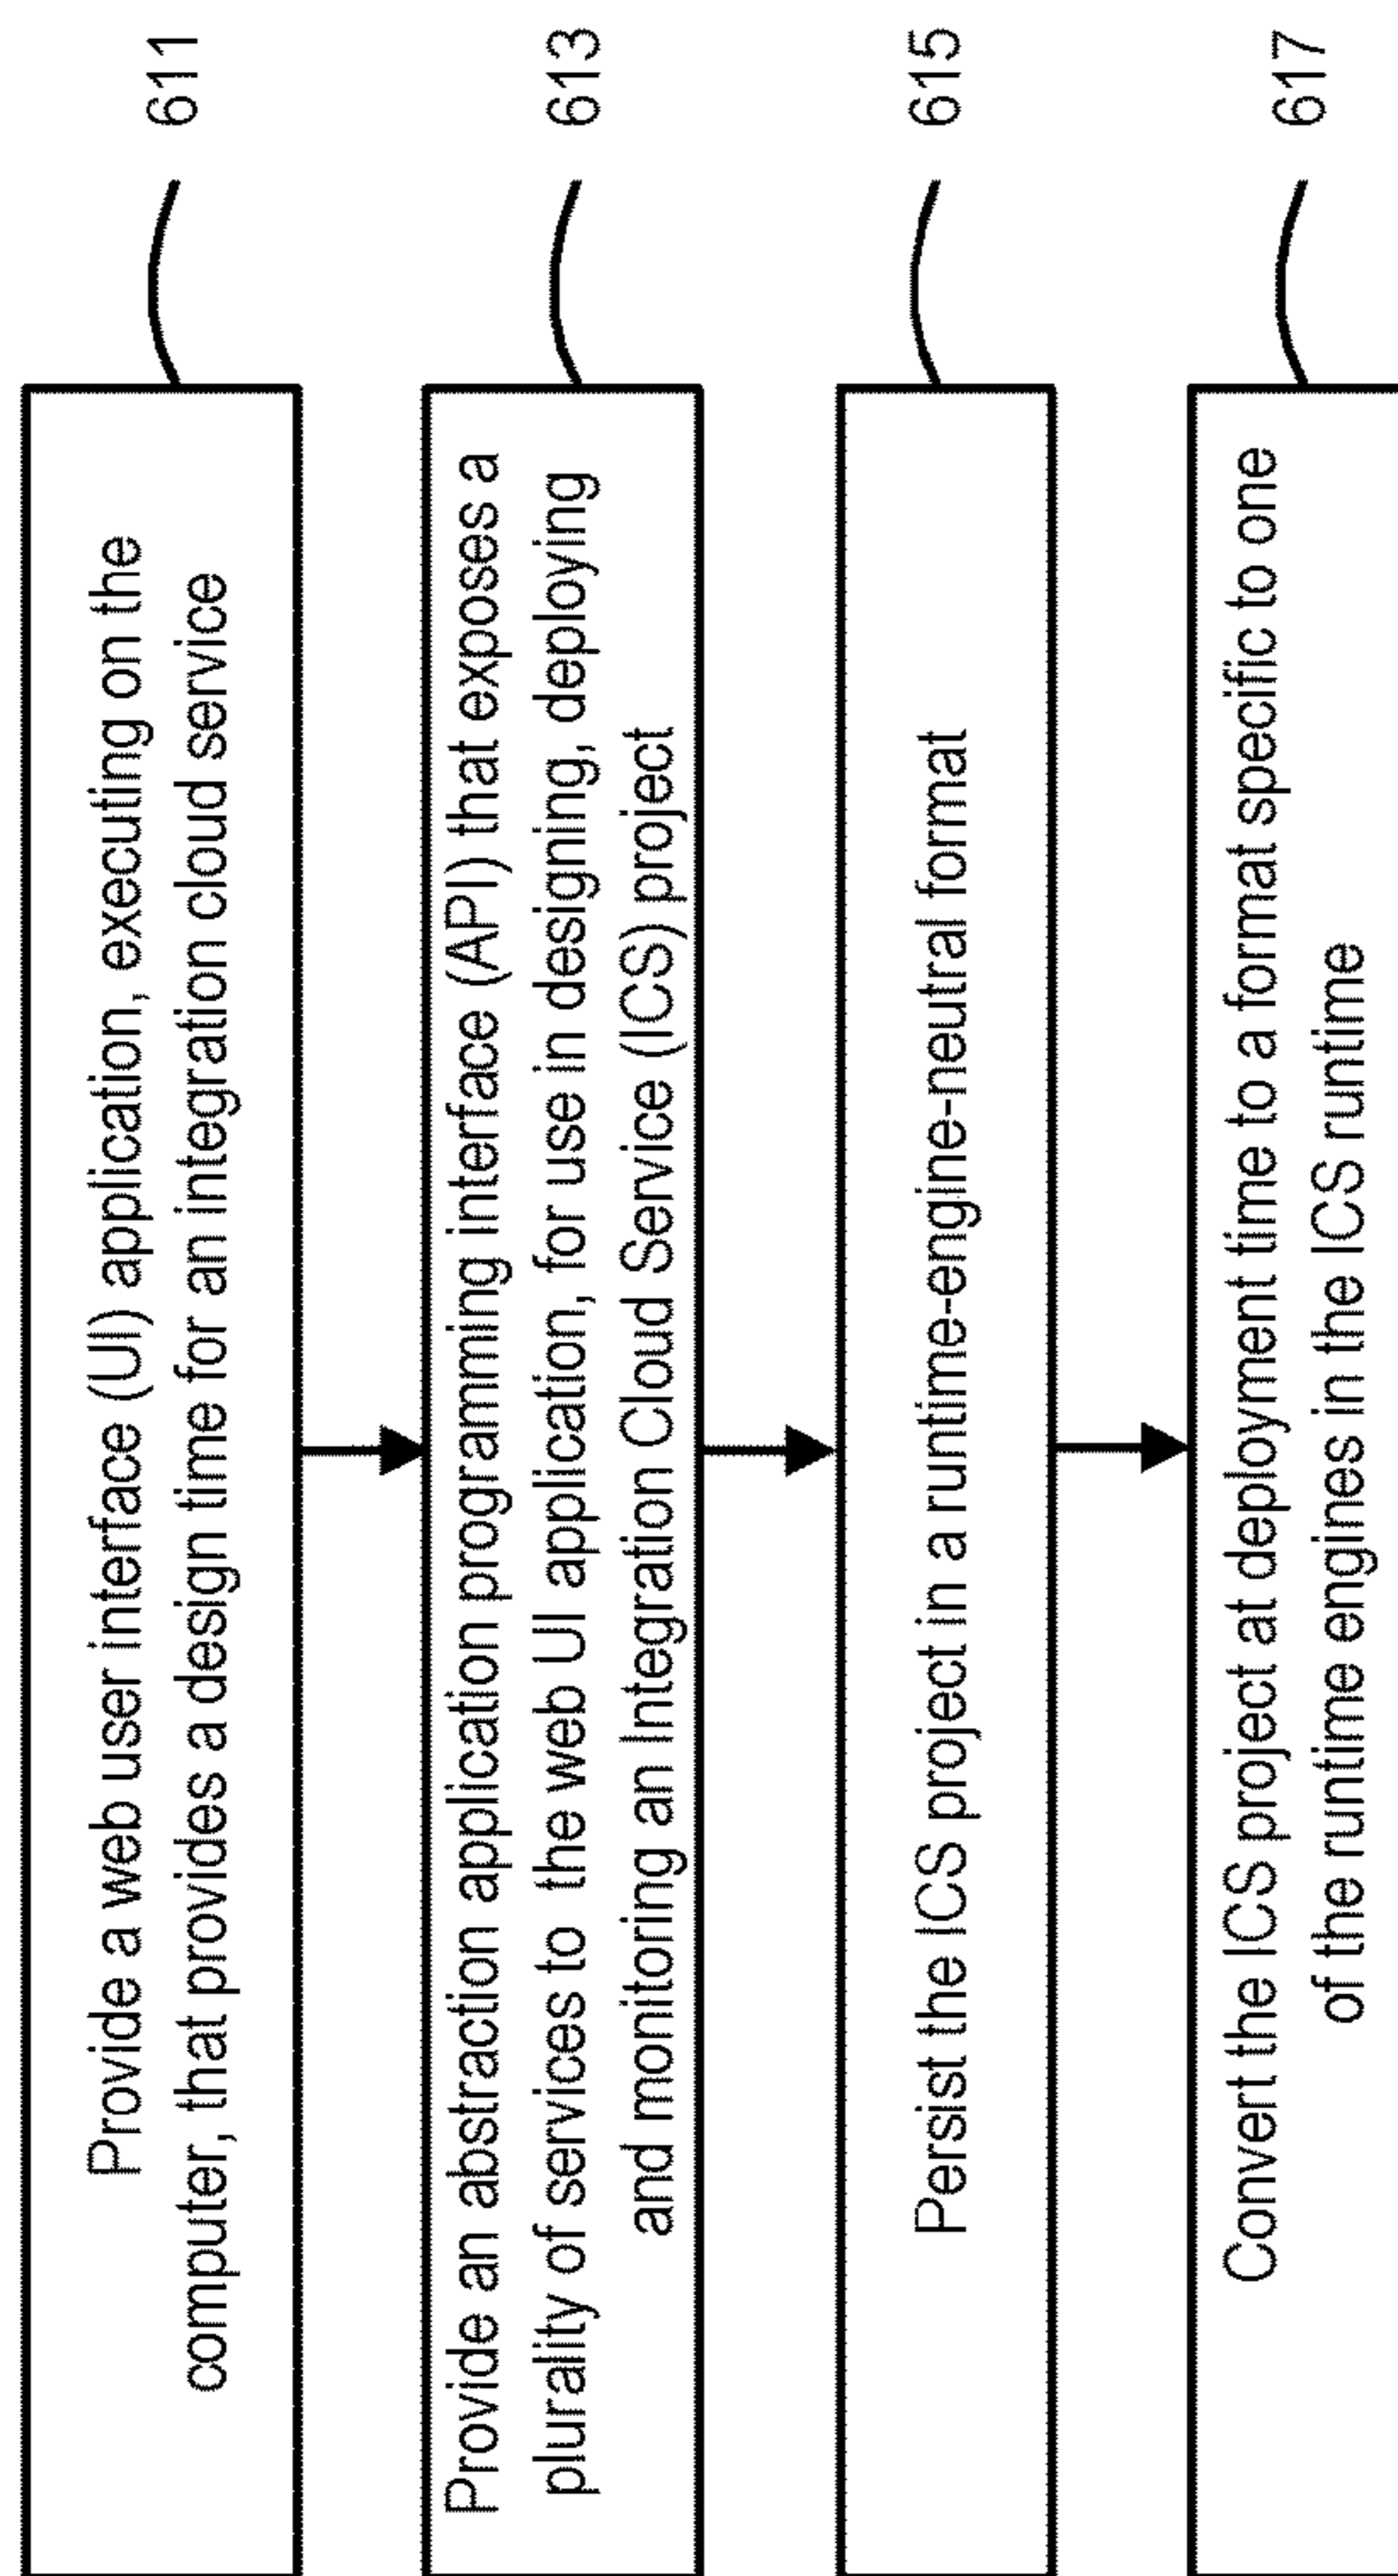 Provide a web user interface (UI) application, executing on the
computer, that provides a design time for an integration cloud service
611
Provide an abstraction application programming interface (API) that exposes a
plurality of services to the web UI application, for use in designing, deploying
and monitoring an Integration Cloud Service (ICS) project
613
Persist the ICS project in a runtime-engine-neutral format
615
Convert the ICS project at deployment time to a format specific to one
of the runtime engines in the ICS runtime
617